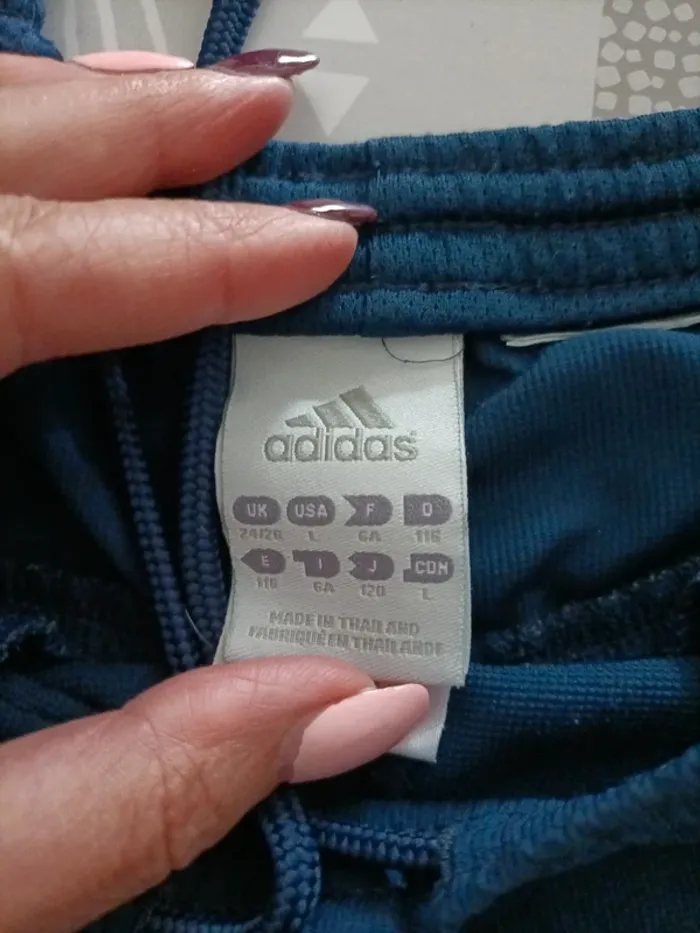 adidas
UK USA F D
24/26 L 6A 116
E I J CDN
116 6A 120 L
MADE IN THAILAND
FABRIQUÉ EN THAILANDE